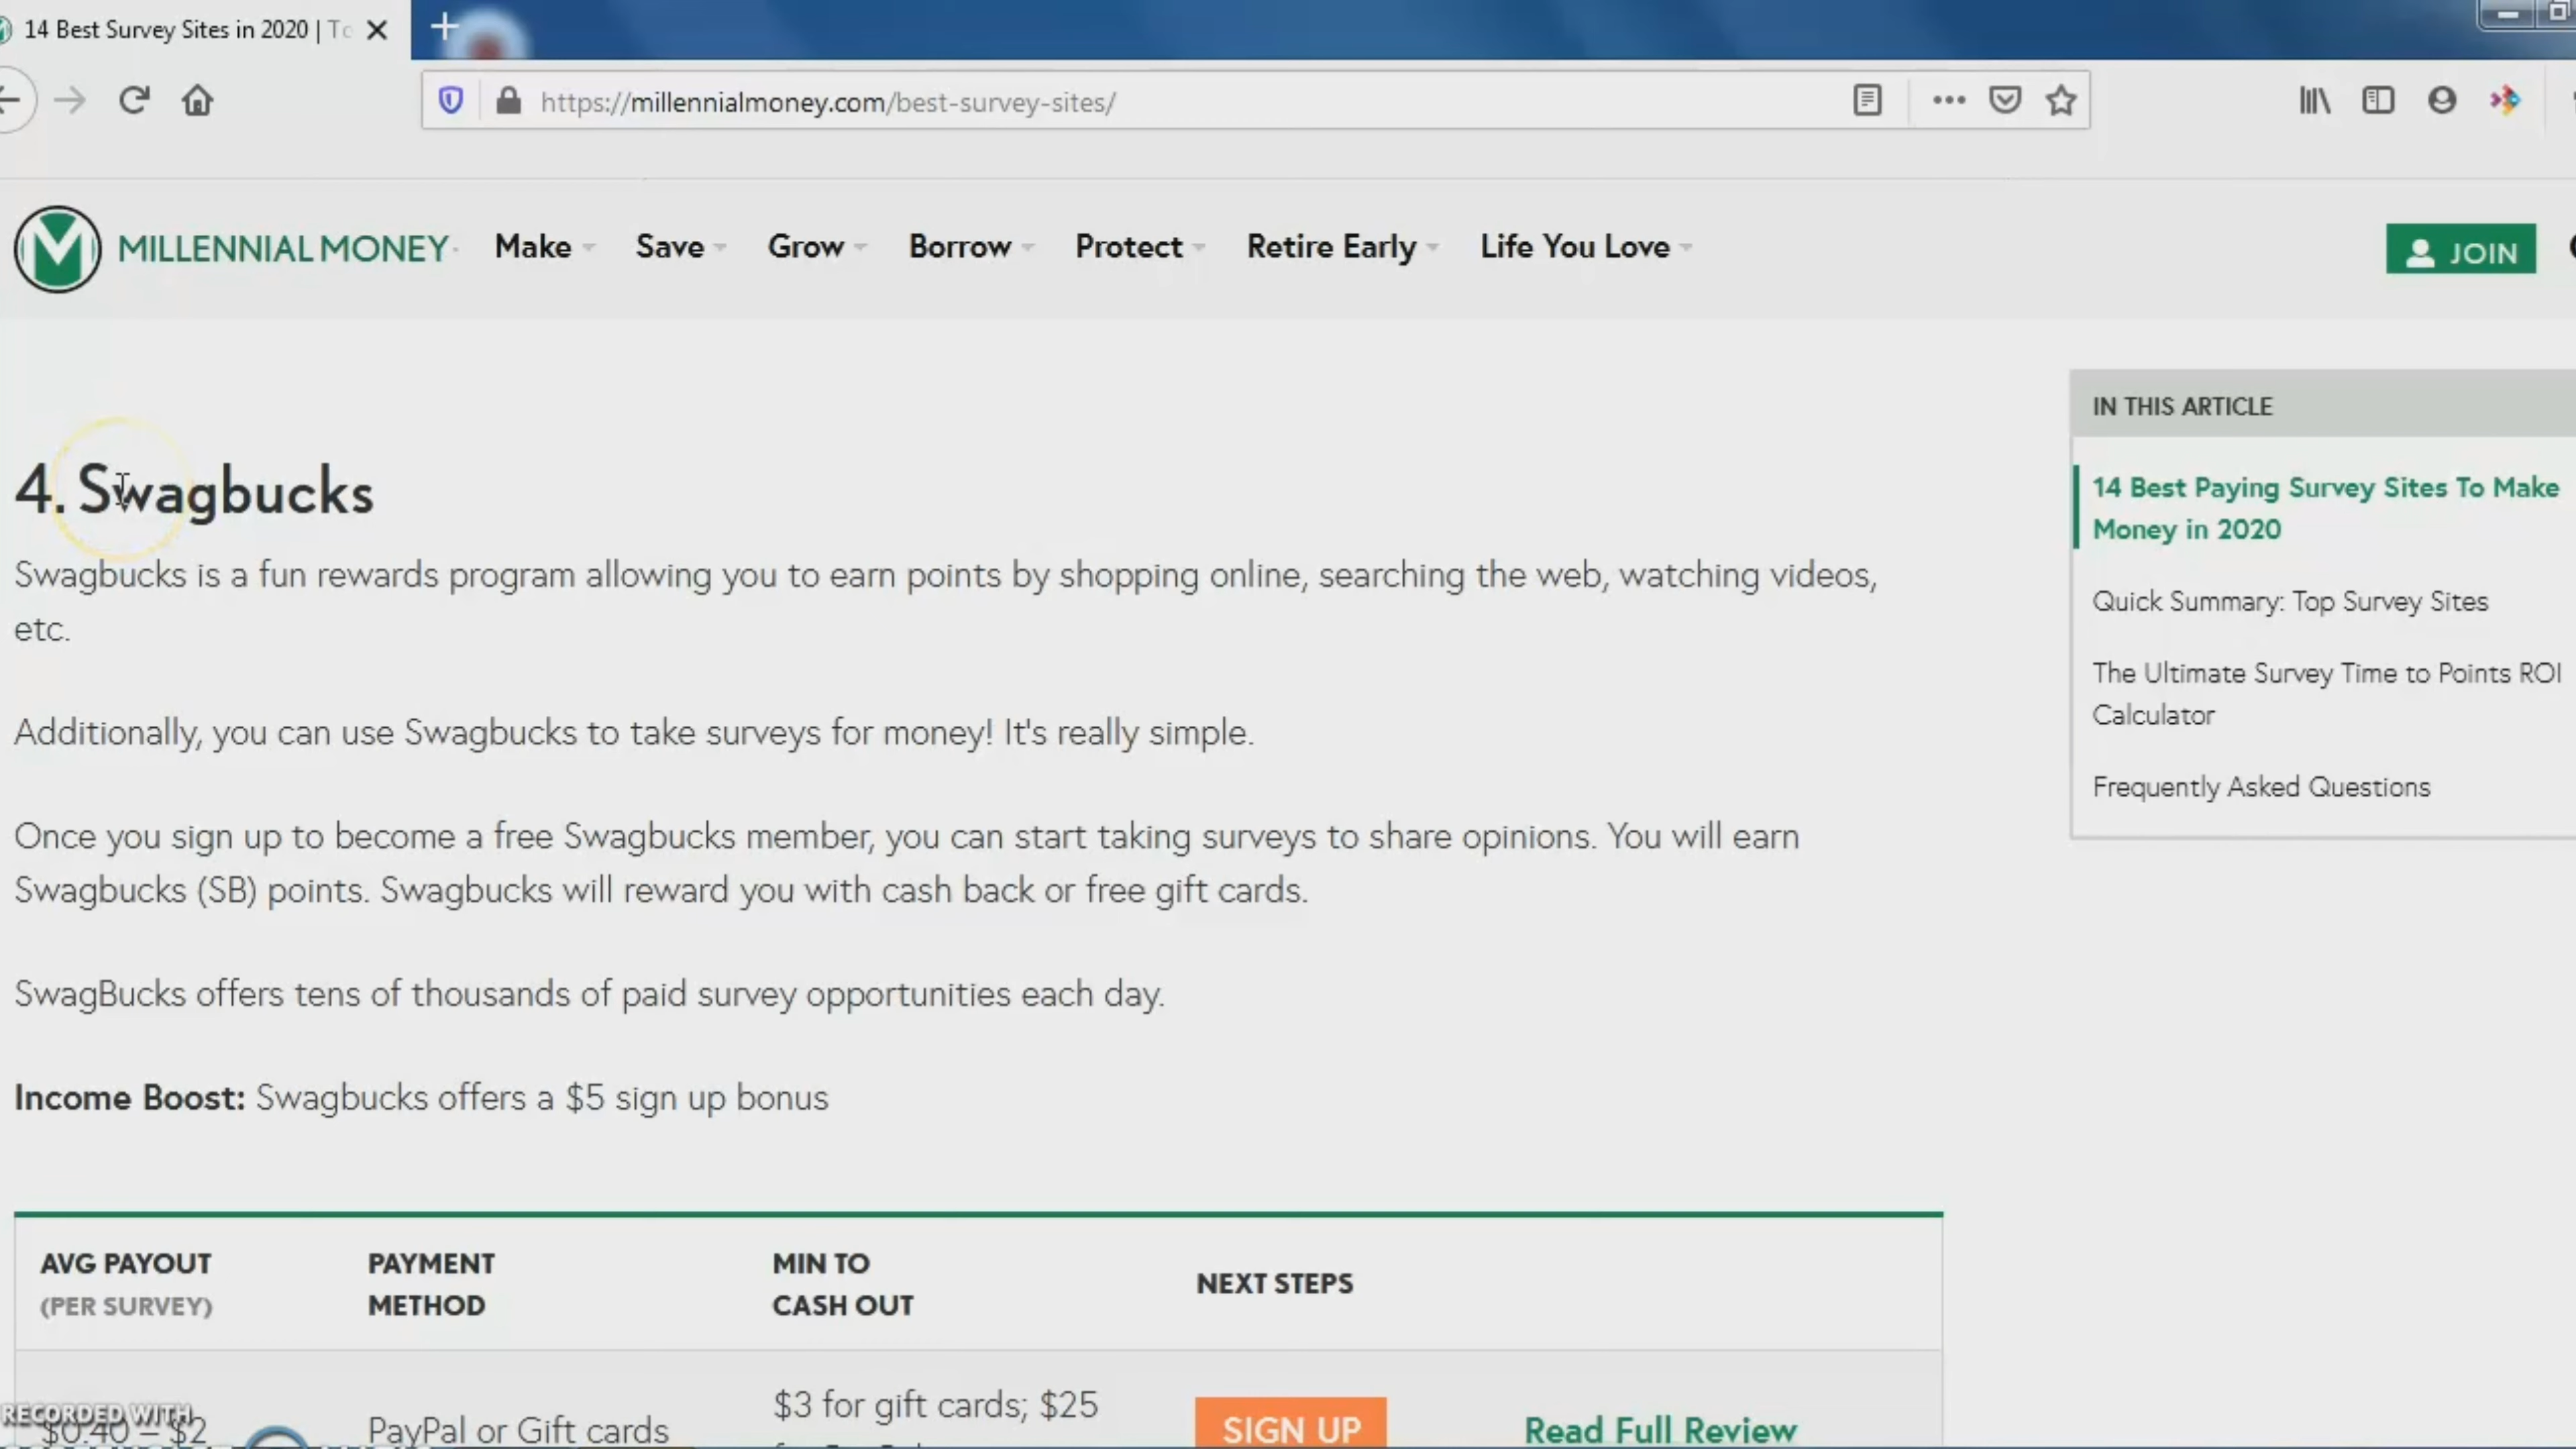 14 Best Survey Sites in 2020 | To
https://millennialmoney.com/best-survey-sites/
MILLENNIAL MONEY Make Save Grow Borrow Protect Retire Early Life You Love JOIN
4. Swagbucks
Swagbucks is a fun rewards program allowing you to earn points by shopping online, searching the web, watching videos,
etc.
Additionally, you can use Swagbucks to take surveys for money! It's really simple.
Once you sign up to become a free Swagbucks member, you can start taking surveys to share opinions. You will earn
Swagbucks (SB) points. Swagbucks will reward you with cash back or free gift cards.
SwagBucks offers tens of thousands of paid survey opportunities each day.
Income Boost: Swagbucks offers a $5 sign up bonus
IN THIS ARTICLE
14 Best Paying Survey Sites To Make
Money in 2020
Quick Summary: Top Survey Sites
The Ultimate Survey Time to Points ROI
Calculator
Frequently Asked Questions
AVG PAYOUT
(PER SURVEY)
PAYMENT
METHOD
MIN TO
CASH OUT
NEXT STEPS
$0.40 – $2
PayPal or Gift cards
$3 for gift cards; $25
SIGN UP
Read Full Review
RECORDED WITH